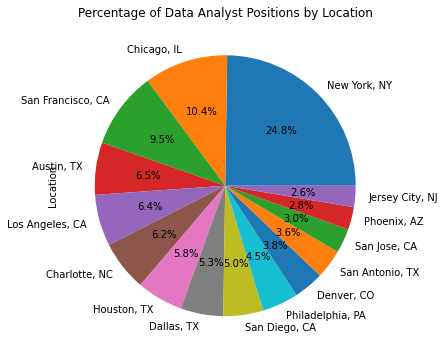 Percentage of Data Analyst Positions by Location
New York, NY
24.8%
Chicago, IL
10.4%
San Francisco, CA
9.5%
Austin, TX
6.5%
Los Angeles, CA
6.4%
Charlotte, NC
6.2%
Houston, TX
5.8%
Dallas, TX
5.3%
San Diego, CA
5.0%
Philadelphia, PA
4.5%
Denver, CO
3.8%
San Antonio, TX
3.6%
San Jose, CA
3.0%
Phoenix, AZ
2.8%
Jersey City, NJ
2.6%
Location